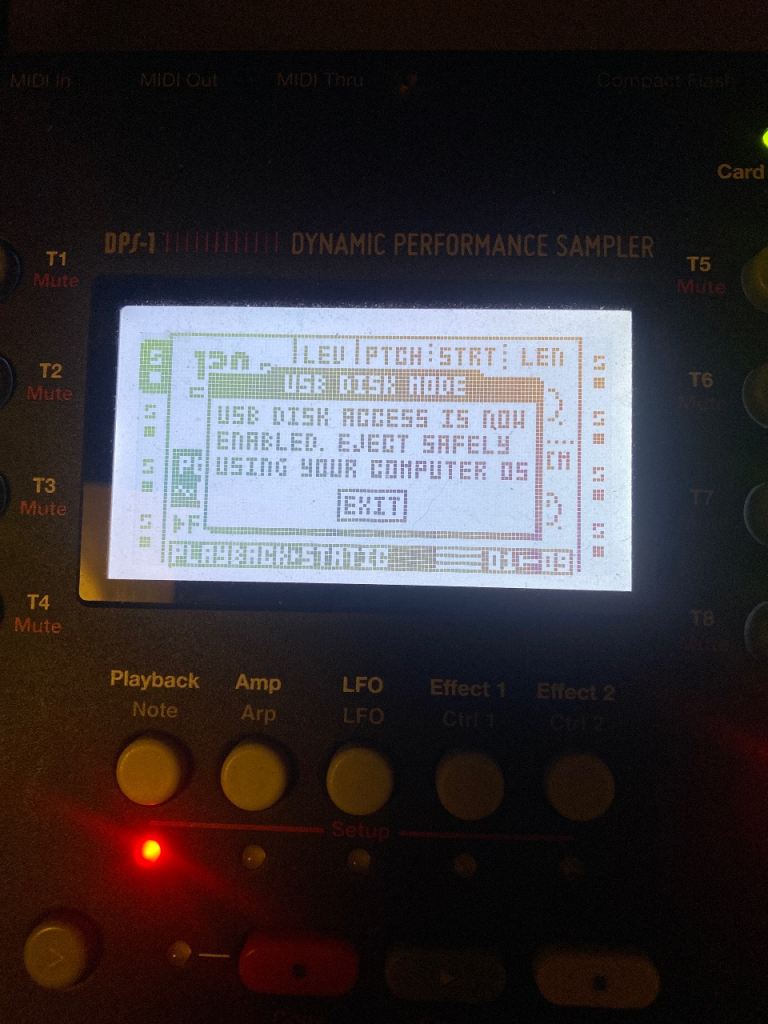 MIDI In MIDI Out MIDI Thru Compact Flash
Card
DPS-1 DYNAMIC PERFORMANCE SAMPLER
T1
Mute
T5
Mute
LEV PTCH STRT LEN
USB DISK MODE
USB DISK ACCESS IS NOW
ENABLED. EJECT SAFELY
USING YOUR COMPUTER OS
EXIT
PLAYBACK>STATIC
T2
Mute
T6
Mute
T3
Mute
T7
T4
Mute
T8
Mute
Playback Amp LFO Effect 1 Effect 2
Note Arp LFO Ctrl 1 Ctrl 2
Setup